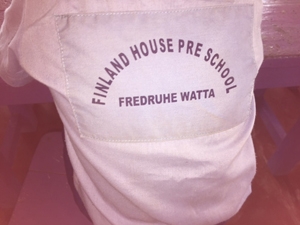 FINLAND HOUSE PRE SCHOOL
FREDRUHE WATTA